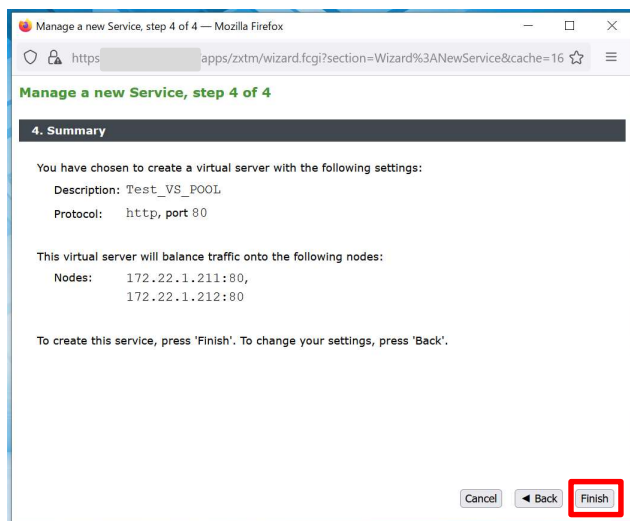 Manage a new Service, step 4 of 4 — Mozilla Firefox
https apps/zxtm/wizard.fcgi?section=Wizard%3ANewService&cache=16
Manage a new Service, step 4 of 4
4. Summary
You have chosen to create a virtual server with the following settings:
Description: Test_VS_POOL
Protocol: http, port 80
This virtual server will balance traffic onto the following nodes:
Nodes: 172.22.1.211:80,
172.22.1.212:80
To create this service, press 'Finish'. To change your settings, press 'Back'.
Cancel ◄ Back Finish